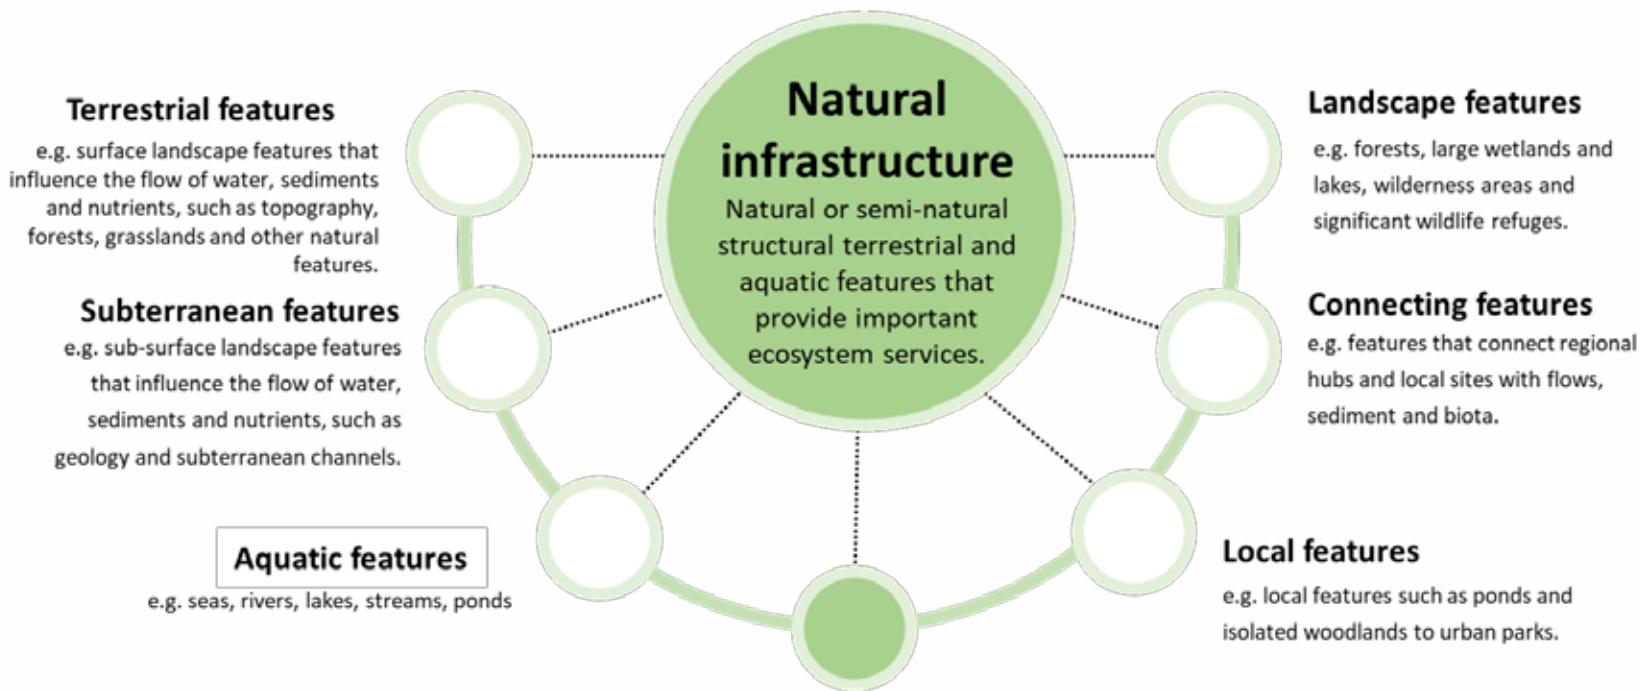 Natural
infrastructure
Natural or semi-natural
structural terrestrial and
aquatic features that
provide important
ecosystem services.
Terrestrial features
e.g. surface landscape features that
influence the flow of water, sediments
and nutrients, such as topography,
forests, grasslands and other natural
features.
Subterranean features
e.g. sub-surface landscape features
that influence the flow of water,
sediments and nutrients, such as
geology and subterranean channels.
Aquatic features
e.g. seas, rivers, lakes, streams, ponds
Landscape features
e.g. forests, large wetlands and
lakes, wilderness areas and
significant wildlife refuges.
Connecting features
e.g. features that connect regional
hubs and local sites with flows,
sediment and biota.
Local features
e.g. local features such as ponds and
isolated woodlands to urban parks.